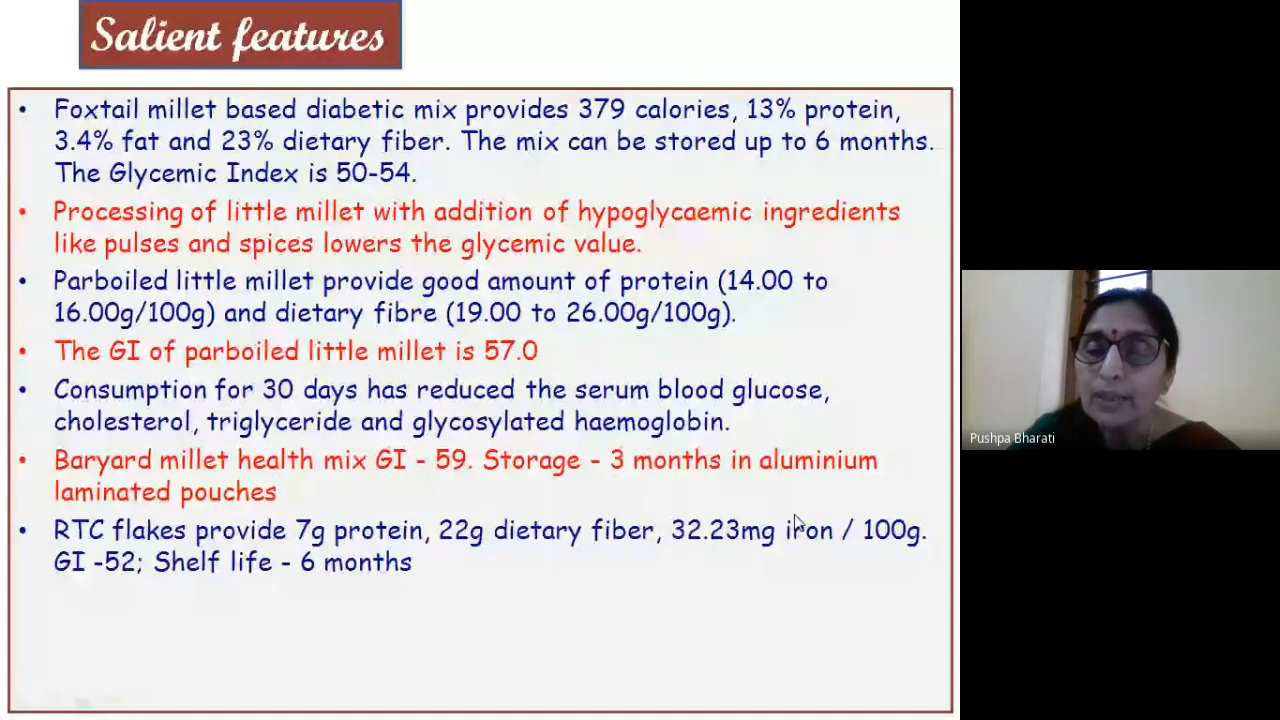 Salient features
• Foxtail millet based diabetic mix provides 379 calories, 13% protein,
3.4% fat and 23% dietary fiber. The mix can be stored up to 6 months.
The Glycemic Index is 50-54.
• Processing of little millet with addition of hypoglycaemic ingredients
like pulses and spices lowers the glycemic value.
• Parboiled little millet provide good amount of protein (14.00 to
16.00g/100g) and dietary fibre (19.00 to 26.00g/100g).
• The GI of parboiled little millet is 57.0
• Consumption for 30 days has reduced the serum blood glucose,
cholesterol, triglyceride and glycosylated haemoglobin.
• Baryard millet health mix GI - 59. Storage - 3 months in aluminium
laminated pouches
• RTC flakes provide 7g protein, 22g dietary fiber, 32.23mg iron / 100g.
GI -52; Shelf life - 6 months
Pushpa Bharati